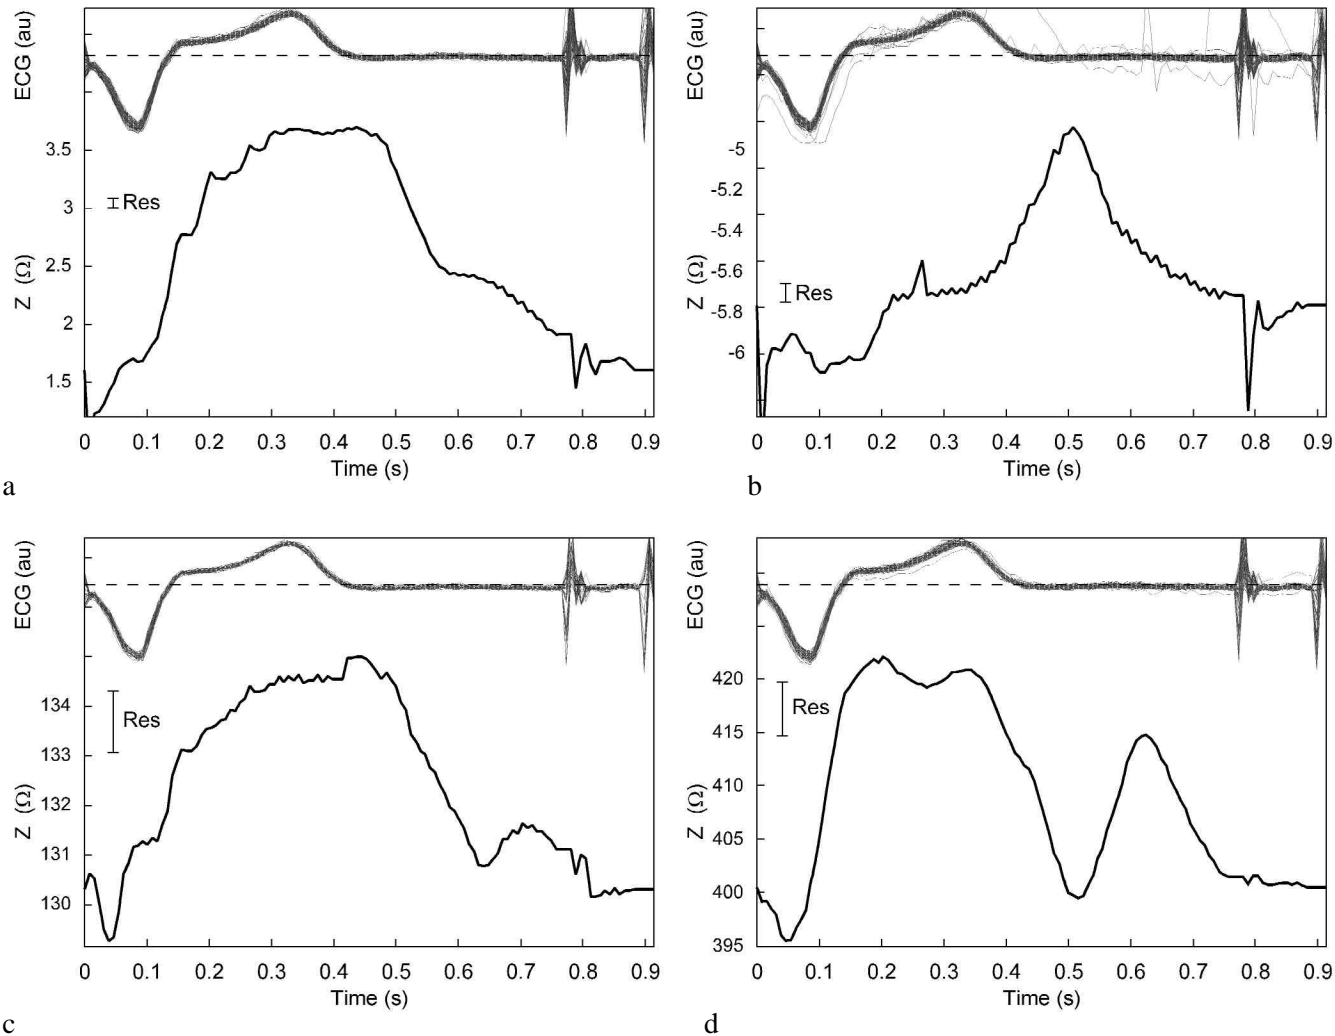 ECG (au)
3.5
3
2.5
2
1.5
Z (Ω)
Res
0 0.1 0.2 0.3 0.4 0.5 0.6 0.7 0.8 0.9
Time (s)
a
ECG (au)
-5
-5.2
-5.4
-5.6
-5.8
-6
Z (Ω)
Res
0 0.1 0.2 0.3 0.4 0.5 0.6 0.7 0.8 0.9
Time (s)
b
ECG (au)
134
133
132
131
130
Z (Ω)
Res
0 0.1 0.2 0.3 0.4 0.5 0.6 0.7 0.8 0.9
Time (s)
c
ECG (au)
420
415
410
405
400
395
Z (Ω)
Res
0 0.1 0.2 0.3 0.4 0.5 0.6 0.7 0.8 0.9
Time (s)
d